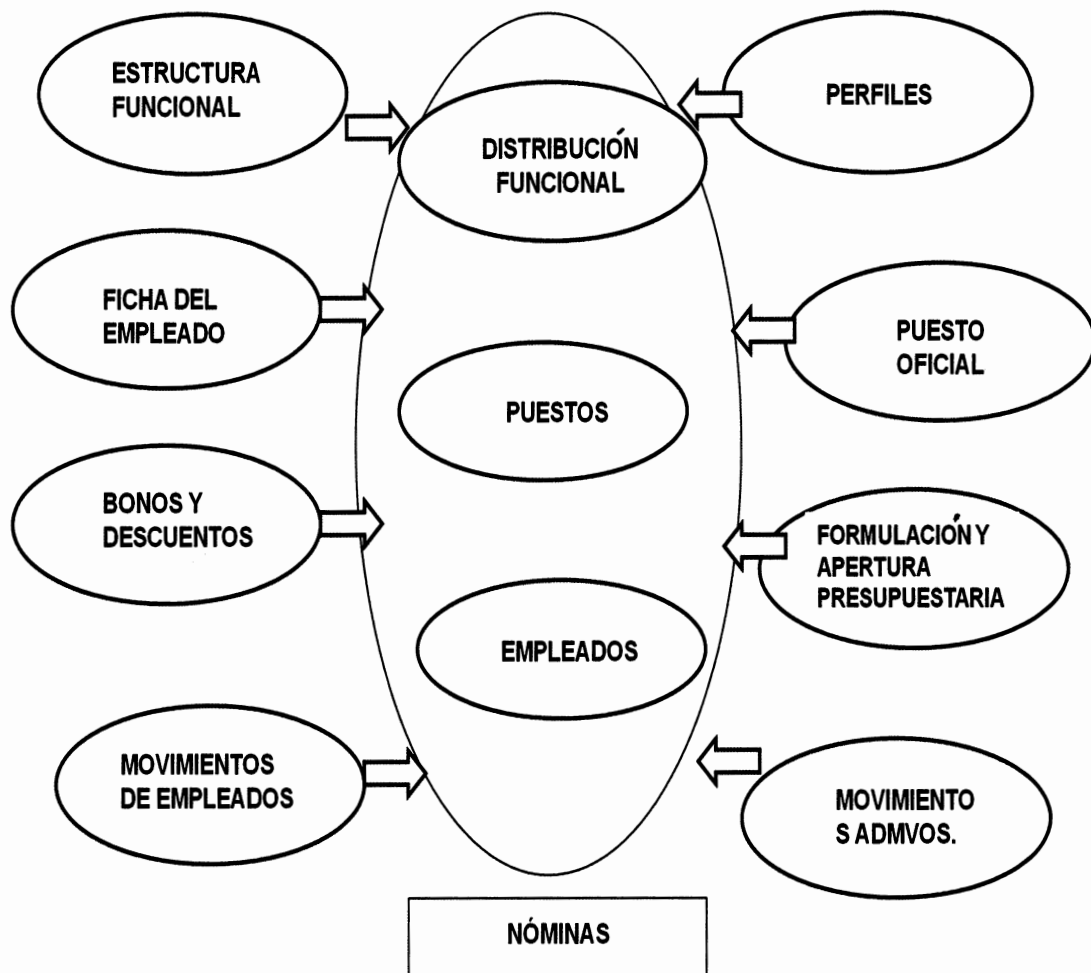 ESTRUCTURA
FUNCIONAL
DISTRIBUCIÓN
FUNCIONAL
PERFILES
FICHA DEL
EMPLEADO
PUESTO
OFICIAL
PUESTOS
BONOS Y
DESCUENTOS
FORMULACIÓN Y
APERTURA
PRESUPUESTARIA
EMPLEADOS
MOVIMIENTOS
DE EMPLEADOS
MOVIMIENTO
S ADMVOS.
NÓMINAS